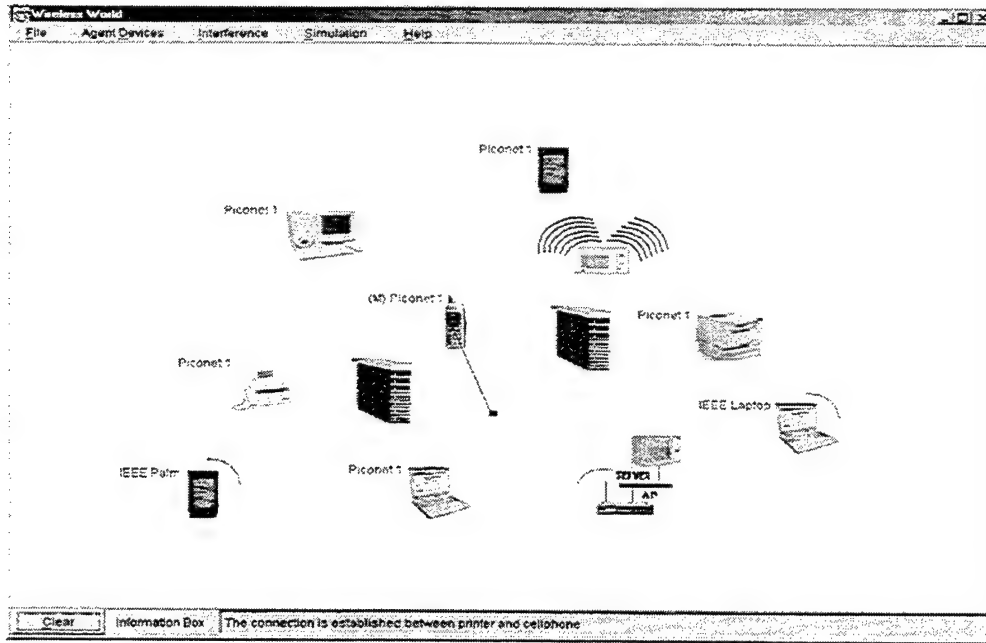 Wireless World
File Agent Devices Interference Simulation Help
Piconet 1
Piconet 1
(M) Piconet 1
Piconet 1
Piconet 1
IEEE Laptop
IEEE Palm
Piconet 1
SERVER
AP
Clear Information Box The connection is established between printer and cellphone